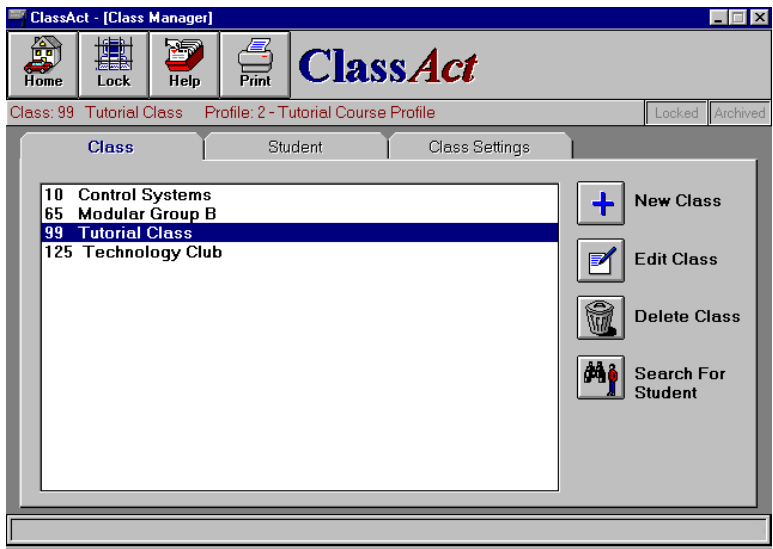 ClassAct - [Class Manager]
Home Lock Help Print ClassAct
Class: 99 Tutorial Class Profile: 2 - Tutorial Course Profile Locked Archived
Class Student Class Settings
10 Control Systems
65 Modular Group B
99 Tutorial Class
125 Technology Club
New Class
Edit Class
Delete Class
Search For
Student